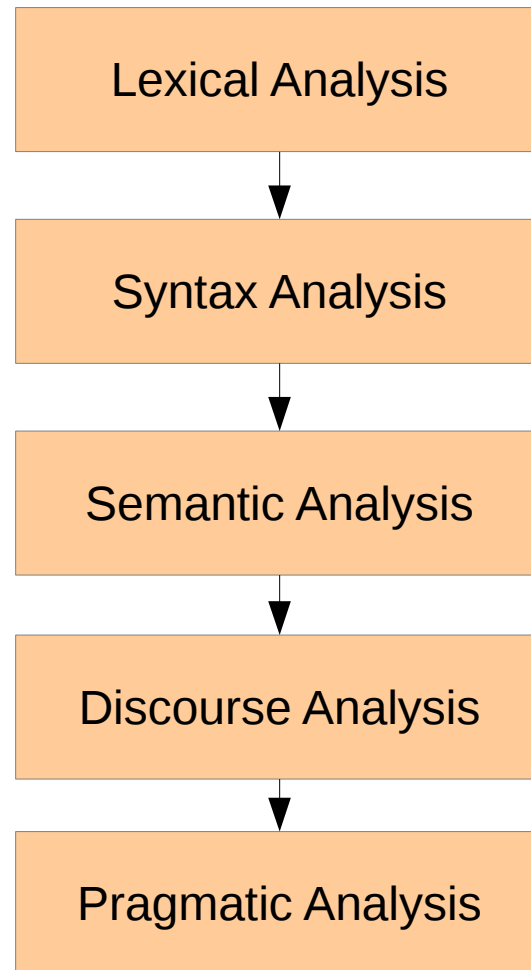 Lexical Analysis
Syntax Analysis
Semantic Analysis
Discourse Analysis
Pragmatic Analysis